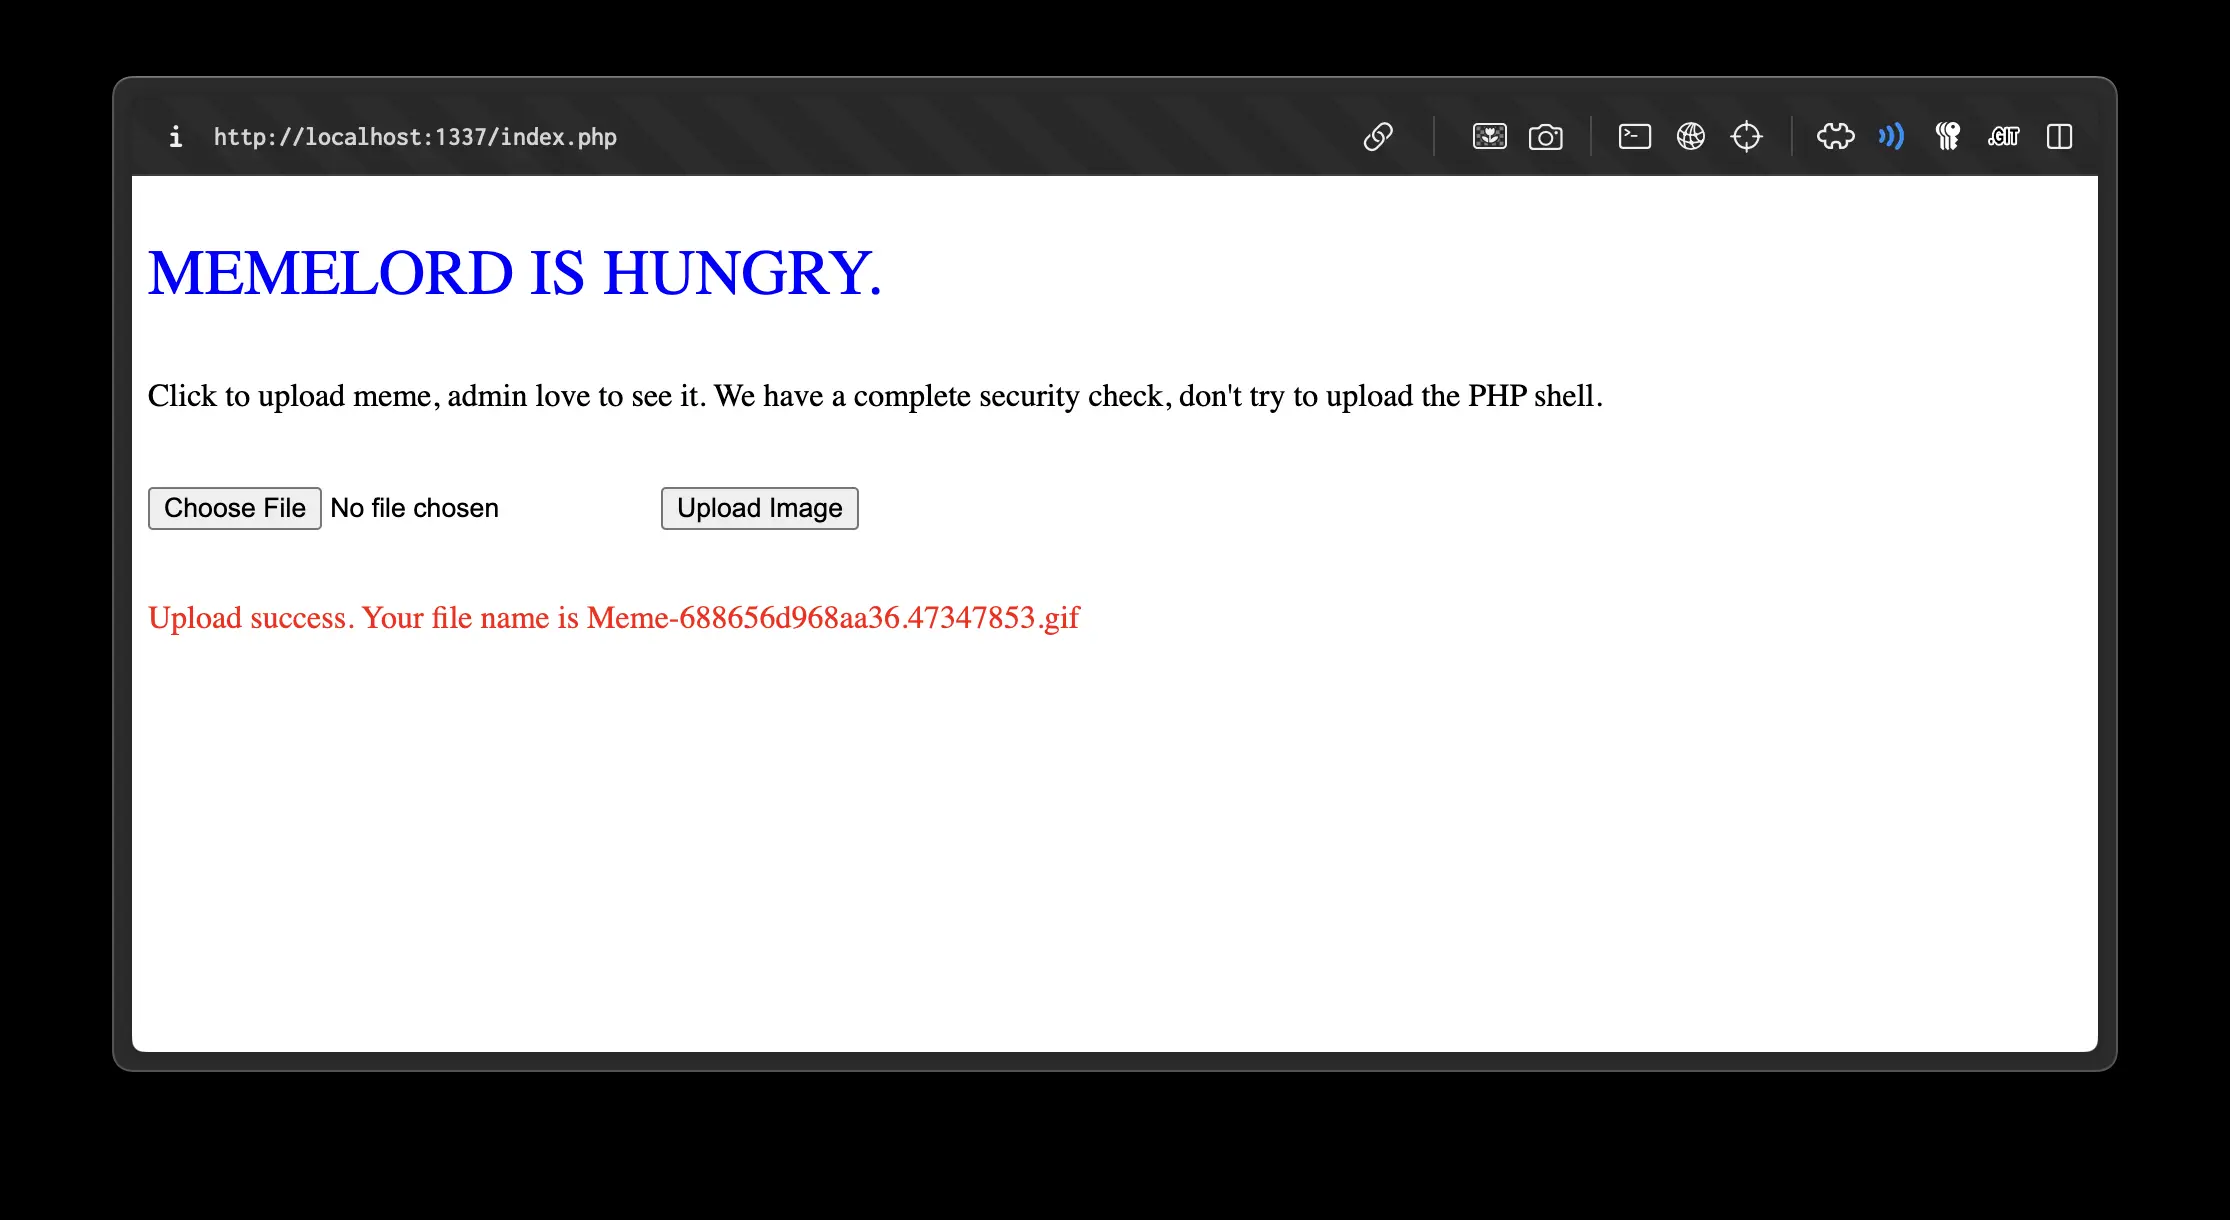 http://localhost:1337/index.php
.GIT
MEMELORD IS HUNGRY.
Click to upload meme, admin love to see it. We have a complete security check, don't try to upload the PHP shell.
Choose File No file chosen Upload Image
Upload success. Your file name is Meme-688656d968aa36.47347853.gif